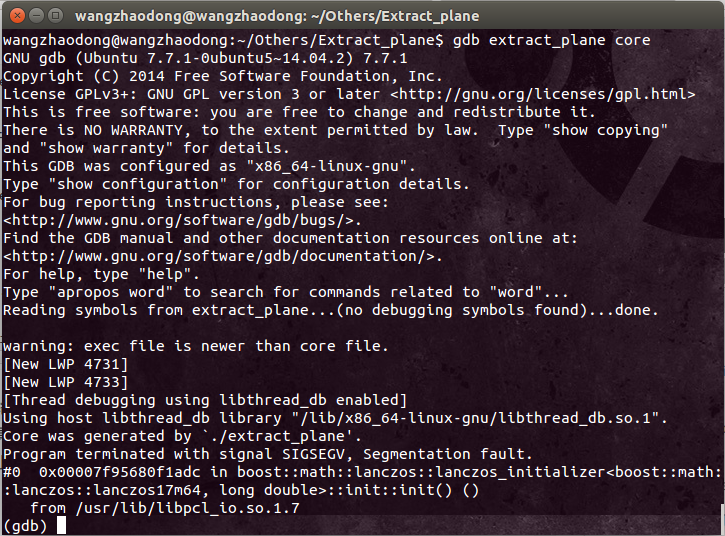 wangzhaodong@wangzhaodong: ~/Others/Extract_plane
wangzhaodong@wangzhaodong:~/Others/Extract_plane$ gdb extract_plane core
GNU gdb (Ubuntu 7.7.1-0ubuntu5~14.04.2) 7.7.1
Copyright (C) 2014 Free Software Foundation, Inc.
License GPLv3+: GNU GPL version 3 or later <http://gnu.org/licenses/gpl.html>
This is free software: you are free to change and redistribute it.
There is NO WARRANTY, to the extent permitted by law.  Type "show copying"
and "show warranty" for details.
This GDB was configured as "x86_64-linux-gnu".
Type "show configuration" for configuration details.
For bug reporting instructions, please see:
<http://www.gnu.org/software/gdb/bugs/>.
Find the GDB manual and other documentation resources online at:
<http://www.gnu.org/software/gdb/documentation/>.
For help, type "help".
Type "apropos word" to search for commands related to "word"...
Reading symbols from extract_plane...(no debugging symbols found)...done.
warning: exec file is newer than core file.
[New LWP 4731]
[New LWP 4733]
[Thread debugging using libthread_db enabled]
Using host libthread_db library "/lib/x86_64-linux-gnu/libthread_db.so.1".
Core was generated by `./extract_plane'.
Program terminated with signal SIGSEGV, Segmentation fault.
#0  0x00007f95680f1adc in boost::math::lanczos::lanczos_initializer<boost::math:
:lanczos::lanczos17m64, long double>::init::init() ()
   from /usr/lib/libpcl_io.so.1.7
(gdb)